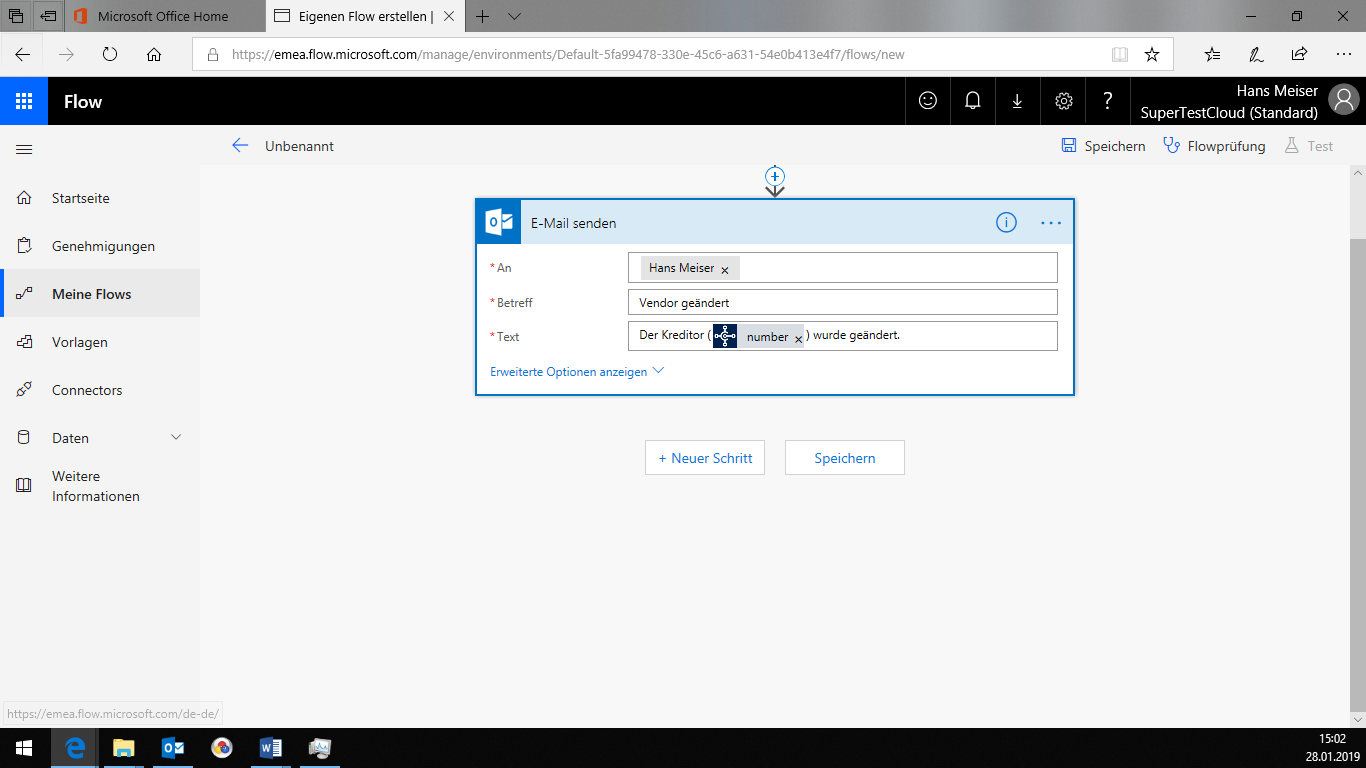 Microsoft Office Home
Eigenen Flow erstellen |
https://emea.flow.microsoft.com/manage/environments/Default-5fa99478-330e-45c6-a631-54e0b413e4f7/flows/new
Flow
?
Hans Meiser
SuperTestCloud (Standard)
Unbenannt
Speichern
Flowprüfung
Test
Startseite
Genehmigungen
Meine Flows
Vorlagen
Connectors
Daten
Weitere
Informationen
E-Mail senden
* An
Hans Meiser ×
* Betreff
Vendor geändert
* Text
Der Kreditor ( number × ) wurde geändert.
Erweiterte Optionen anzeigen
+ Neuer Schritt
Speichern
https://emea.flow.microsoft.com/de-de/
15:02
28.01.2019